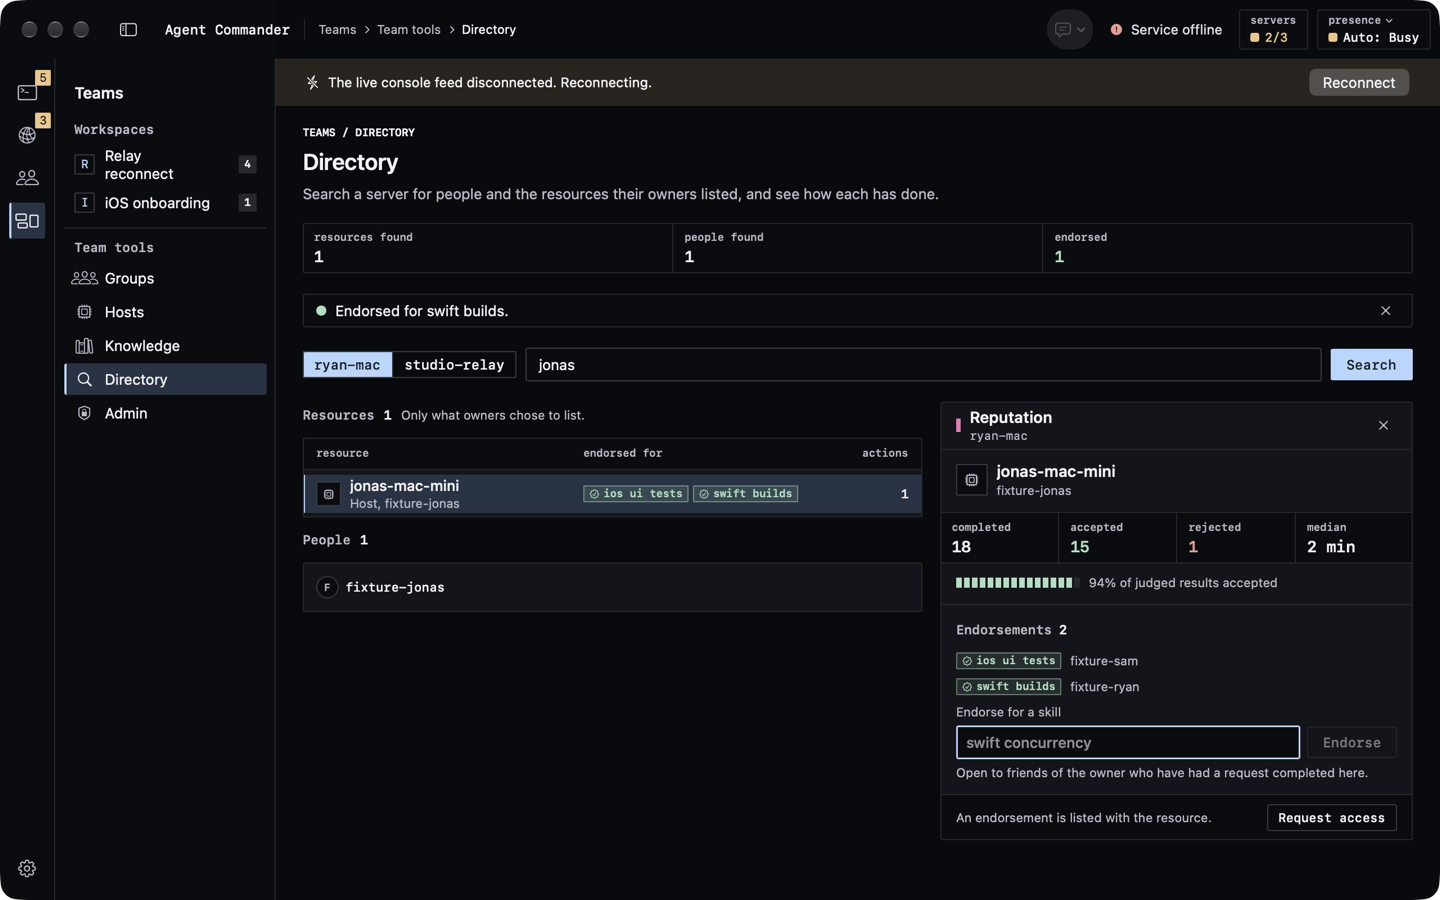 Agent Commander
Teams > Team tools > Directory
Service offline
servers
2/3
presence
Auto: Busy
5
3
The live console feed disconnected. Reconnecting.
Reconnect
Teams
Workspaces
R
Relay
reconnect
4
I
iOS onboarding
1
Team tools
Groups
Hosts
Knowledge
Directory
Admin
TEAMS / DIRECTORY
Directory
Search a server for people and the resources their owners listed, and see how each has done.
resources found
1
people found
1
endorsed
1
Endorsed for swift builds.
ryan-mac
studio-relay
jonas
Search
Resources 1 Only what owners chose to list.
resource
endorsed for
actions
jonas-mac-mini
Host, fixture-jonas
ios ui tests
swift builds
1
People 1
F
fixture-jonas
Reputation
ryan-mac
jonas-mac-mini
fixture-jonas
completed
18
accepted
15
rejected
1
median
2 min
94% of judged results accepted
Endorsements 2
ios ui tests fixture-sam
swift builds fixture-ryan
Endorse for a skill
swift concurrency
Endorse
Open to friends of the owner who have had a request completed here.
An endorsement is listed with the resource.
Request access